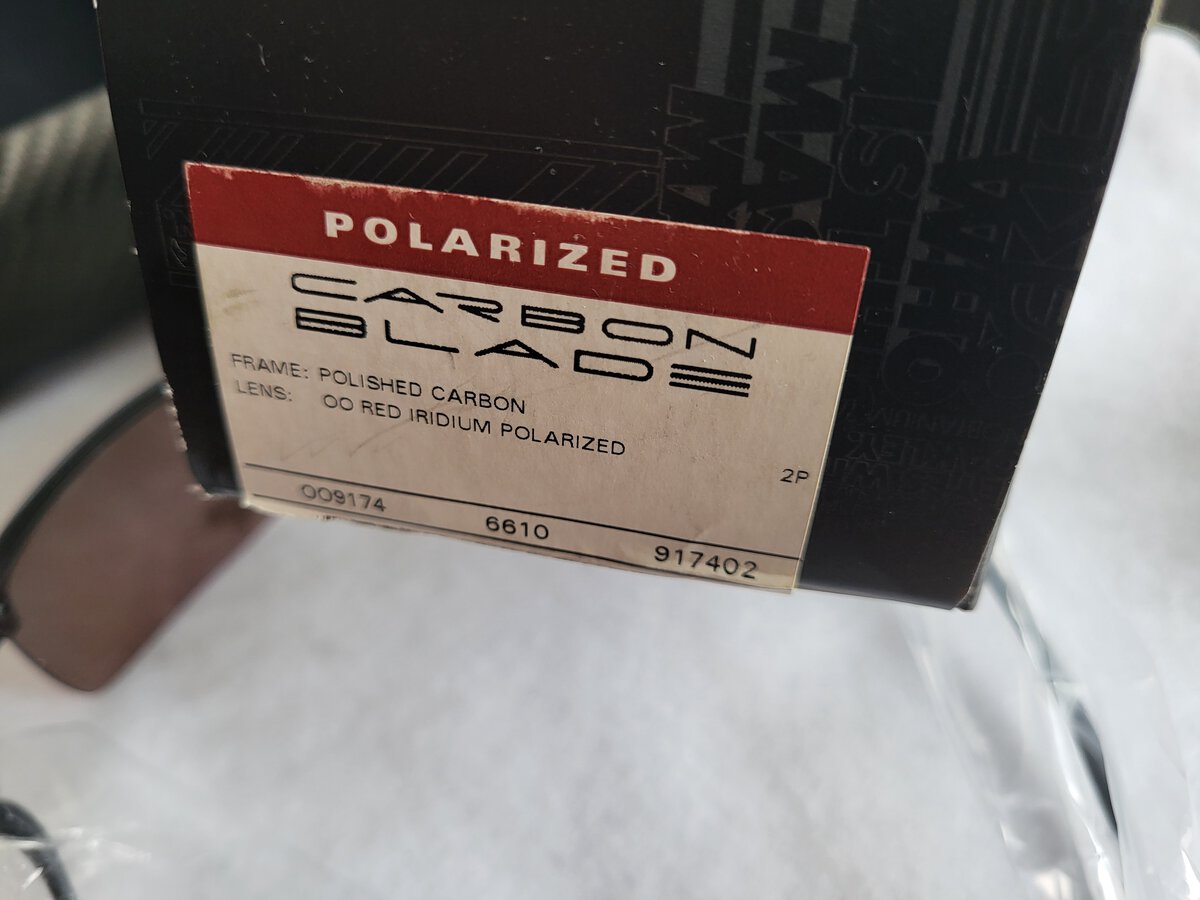 POLARIZED
CARBON
BLADE
FRAME: POLISHED CARBON
LENS: OO RED IRIDIUM POLARIZED
2P
OO9174 6610 917402